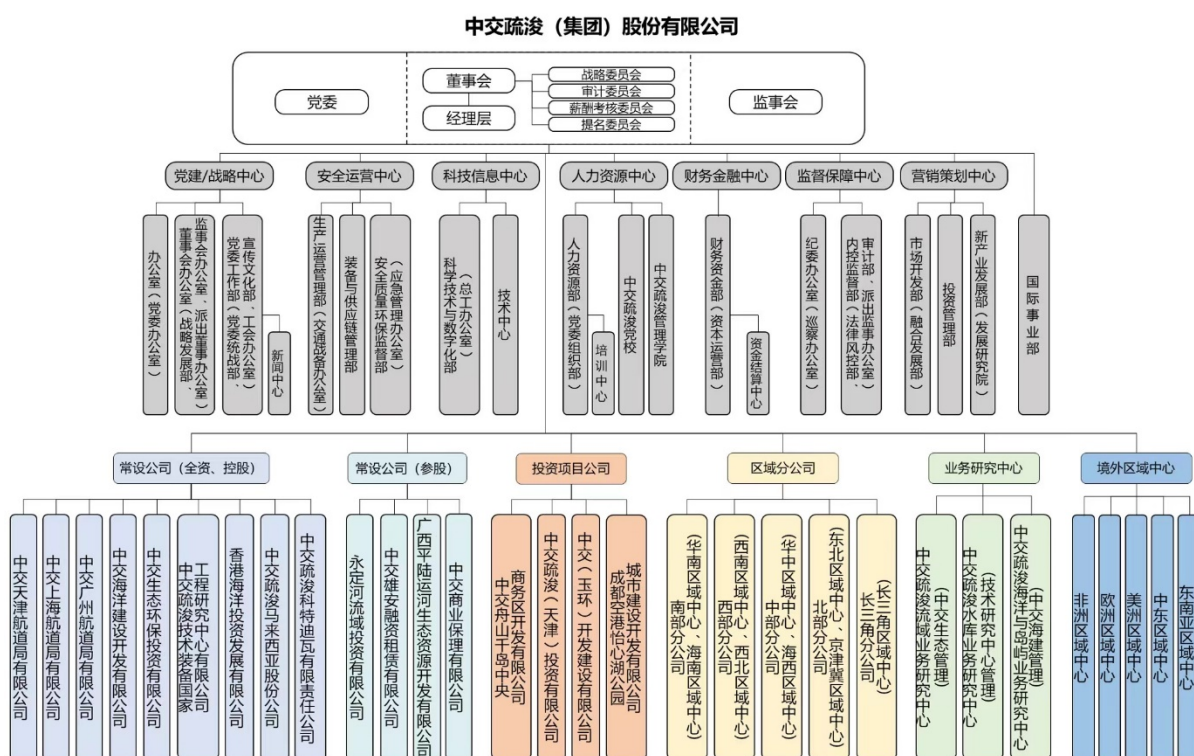 中交疏浚（集团）股份有限公司
党委
董事会
经理层
战略委员会
审计委员会
薪酬考核委员会
提名委员会
监事会
党建/战略中心
安全运营中心
科技信息中心
人力资源中心
财务金融中心
监督保障中心
营销策划中心
办公室（党委办公室）
董事会办公室（战略发展部、
监事会办公室、派出董事办公室）
党委工作部（党委统战部、
宣传文化部、工会办公室）
新闻中心
生产运营管理部（交通战备办公室）
装备与供应链管理部
安全质量环保监督部
（应急管理办公室）
科学技术与数字化部
（总工办公室）
技术中心
人力资源部（党委组织部）
培训中心
中交疏浚党校
中交疏浚管理学院
财务资金部（资本运营部）
资金结算中心
纪委办公室（巡察办公室）
内控监督部（法律风控部、
审计部、派出监事办公室）
市场开发部（融合发展部）
投资管理部
新产业发展部（发展研究院）
国际事业部
常设公司（全资、控股）
常设公司（参股）
投资项目公司
区域分公司
业务研究中心
境外区域中心
中交天津航道局有限公司
中交上海航道局有限公司
中交广州航道局有限公司
中交海洋建设开发有限公司
中交生态环保投资有限公司
中交疏浚技术装备国家
工程研究中心有限公司
香港海洋投资发展有限公司
中交疏浚马来西亚股份公司
中交疏浚科特迪瓦有限责任公司
永定河流域投资有限公司
中交雄安融资租赁有限公司
广西平陆运河生态资源开发有限公司
中交商业保理有限公司
中交舟山千岛中央
商务区开发有限公司
中交疏浚（天津）投资有限公司
中交（玉环）开发建设有限公司
成都空港怡心湖公园
城市建设开发有限公司
南部分公司
（华南区域中心、海南区域中心）
西部分公司
（西南区域中心、西北区域中心）
中部分公司
（华中区域中心、海西区域中心）
北部分公司
（东北区域中心、京津冀区域中心）
长三角分公司
（长三角区域中心）
中交疏浚流域业务研究中心
（中交生态管理）
中交疏浚水库业务研究中心
（技术研究中心管理）
中交疏浚海洋与岛屿业务研究中心
（中交海建管理）
非洲区域中心
欧洲区域中心
美洲区域中心
中东区域中心
东南亚区域中心